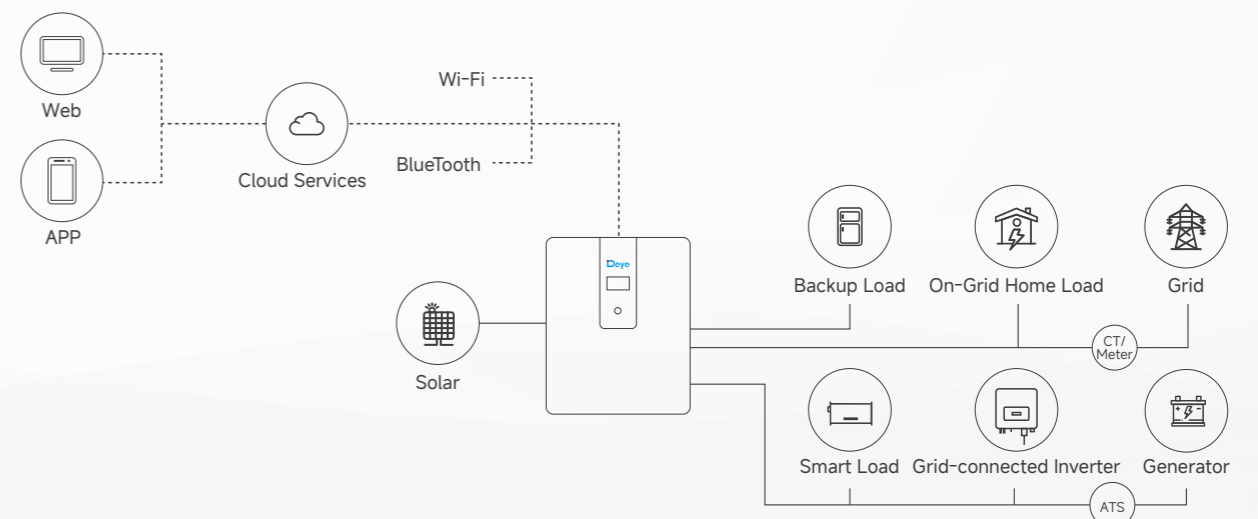 Web
APP
Cloud Services
Wi-Fi
BlueTooth
Deye
Solar
Backup Load
On-Grid Home Load
Grid
CT/
Meter
Smart Load
Grid-connected Inverter
Generator
ATS